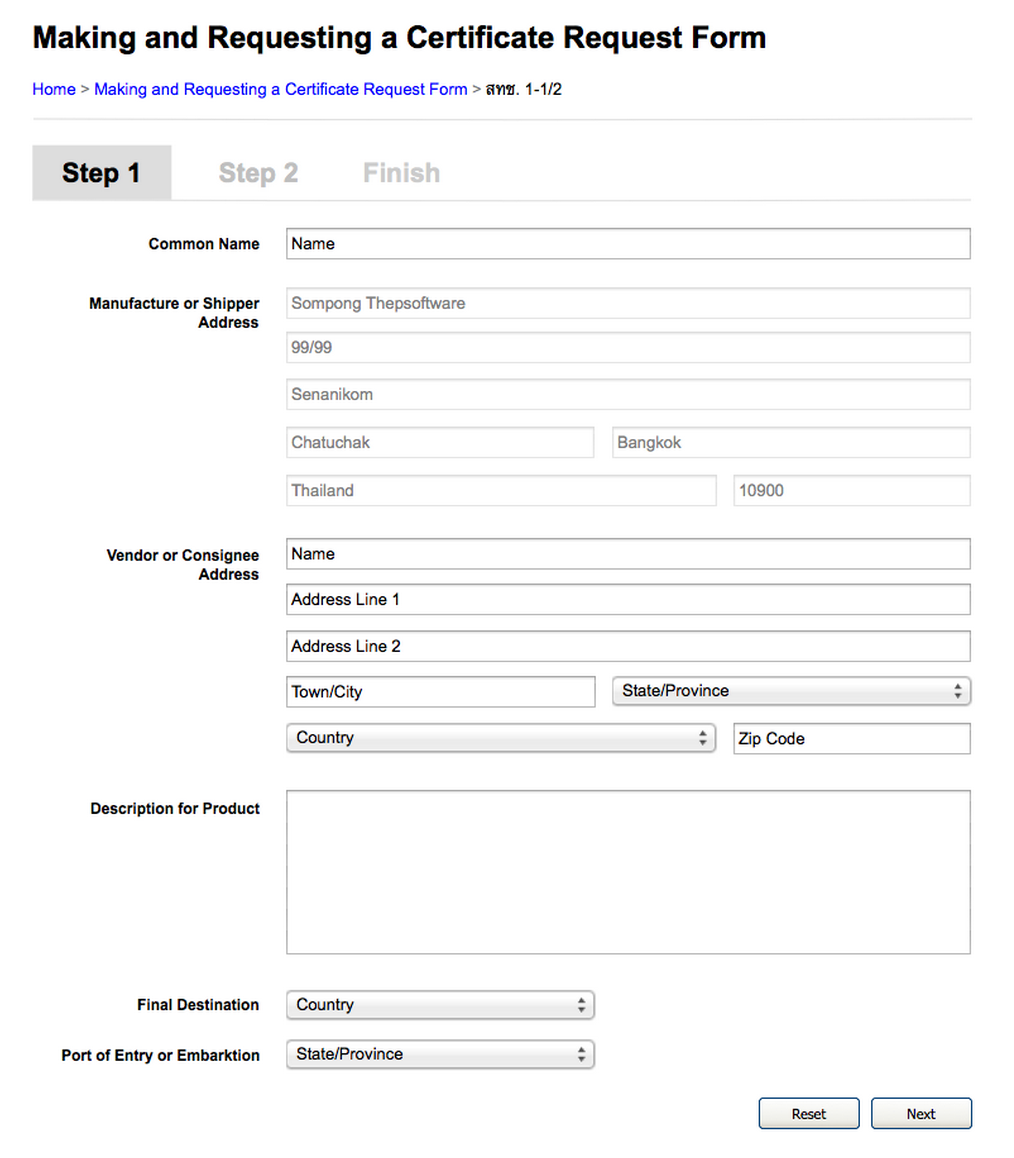 Making and Requesting a Certificate Request Form
Home > Making and Requesting a Certificate Request Form > สทช. 1-1/2
Step 1 Step 2 Finish
Common Name Name
Manufacture or Shipper Address
Sompong Thepsoftware
99/99
Senanikom
Chatuchak Bangkok
Thailand 10900
Vendor or Consignee Address
Name
Address Line 1
Address Line 2
Town/City State/Province
Country Zip Code
Description for Product
Final Destination Country
Port of Entry or Embarktion State/Province
Reset Next